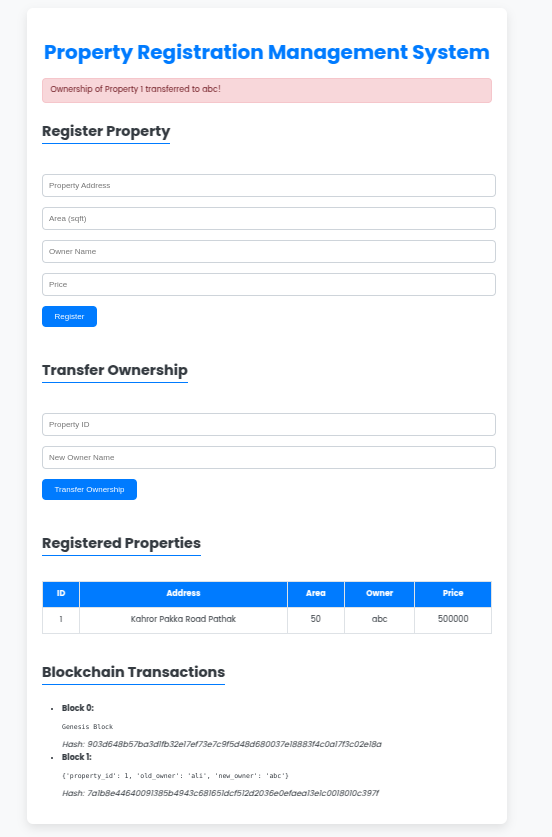 Property Registration Management System
Ownership of Property 1 transferred to abc!
Register Property
Property Address
Area (sqft)
Owner Name
Price
Register
Transfer Ownership
Property ID
New Owner Name
Transfer Ownership
Registered Properties
ID Address Area Owner Price
1 Kahror Pakka Road Pathak 50 abc 500000
Blockchain Transactions
Block 0:
Genesis Block
Hash:
Block 1:
{'property_id': 1, 'old_owner': 'ali', 'new_owner': 'abc'}
Hash: